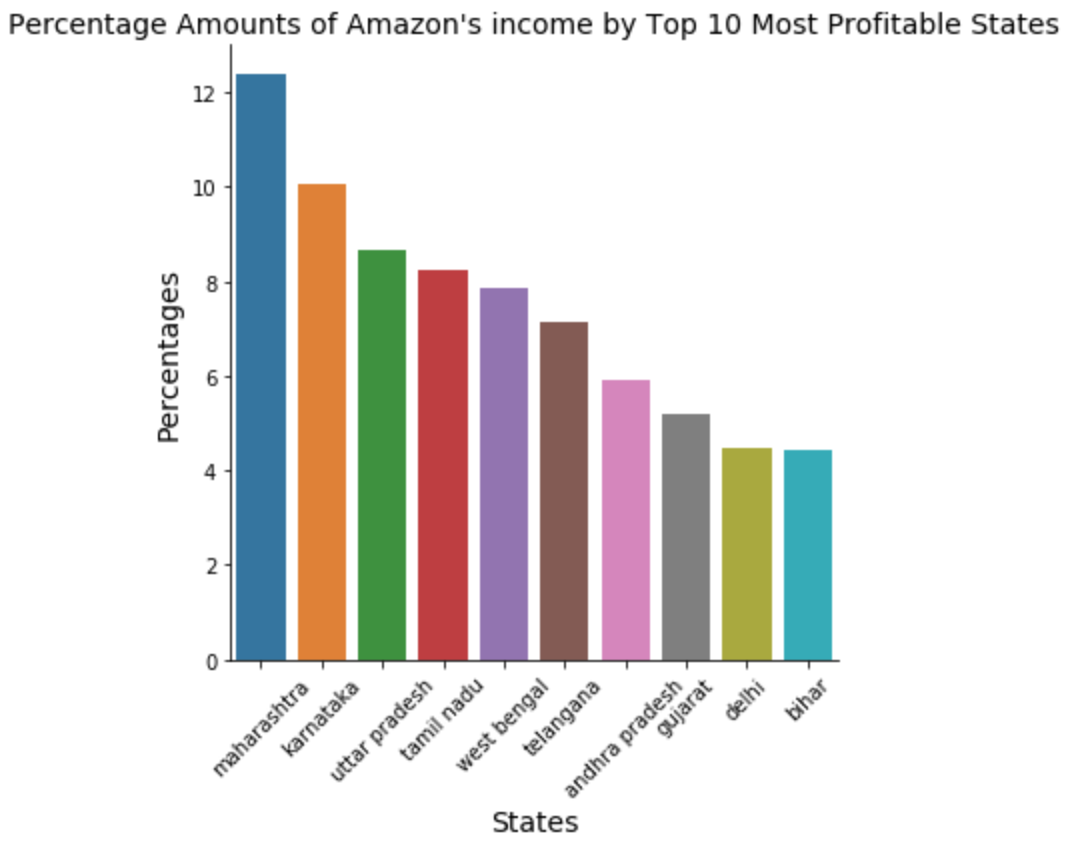 Percentage Amounts of Amazon's income by Top 10 Most Profitable States
Percentages
12
10
8
6
4
2
0
maharashtra
karnataka
uttar pradesh
tamil nadu
west bengal
telangana
andhra pradesh
gujarat
delhi
bihar
States